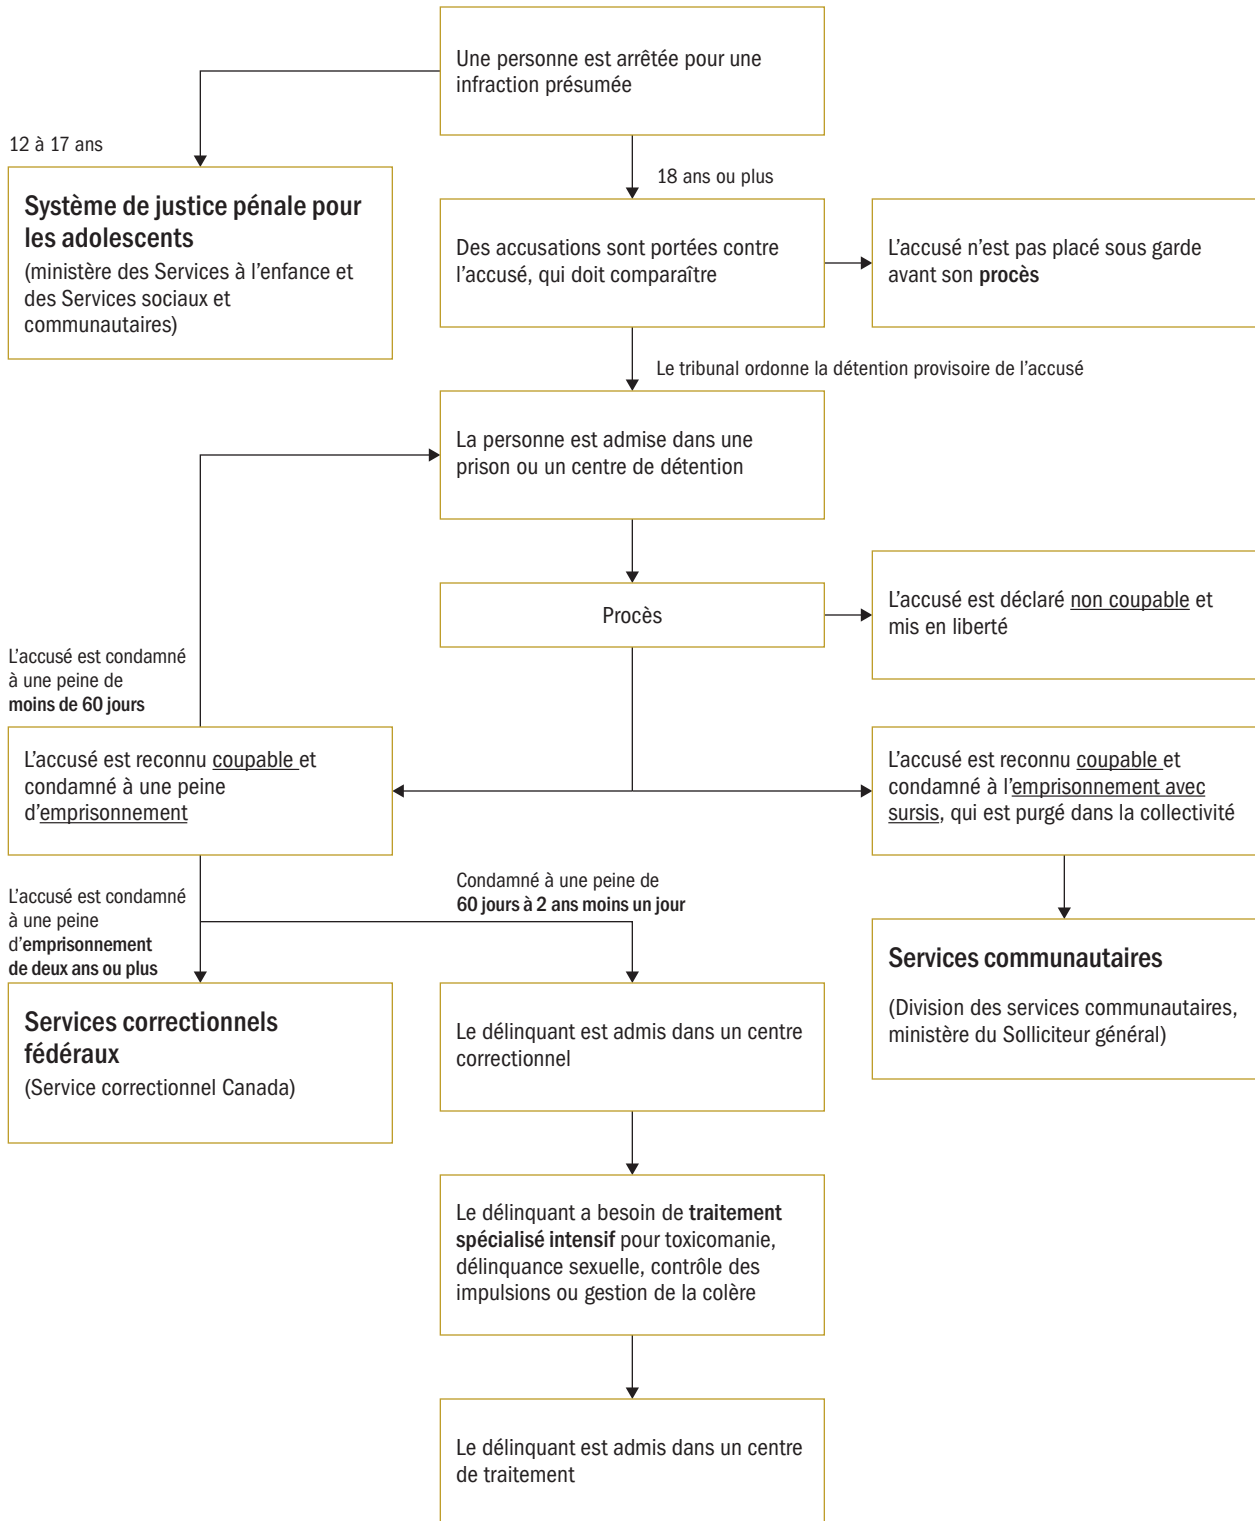 Une personne est arrêtée pour une
infraction présumée
12 à 17 ans
18 ans ou plus
Système de justice pénale pour
les adolescents
(ministère des Services à l'enfance et
des Services sociaux et
communautaires)
Des accusations sont portées contre
l'accusé, qui doit comparaître
L'accusé n'est pas placé sous garde
avant son procès
Le tribunal ordonne la détention provisoire de l'accusé
La personne est admise dans une
prison ou un centre de détention
Procès
L'accusé est déclaré non coupable et
mis en liberté
L'accusé est condamné
à une peine de
moins de 60 jours
L'accusé est reconnu coupable et
condamné à une peine
d'emprisonnement
L'accusé est reconnu coupable et
condamné à l'emprisonnement avec
sursis, qui est purgé dans la collectivité
L'accusé est condamné
à une peine
d'emprisonnement
de deux ans ou plus
Condamné à une peine de
60 jours à 2 ans moins un jour
Services correctionnels
fédéraux
(Service correctionnel Canada)
Le délinquant est admis dans un centre
correctionnel
Services communautaires
(Division des services communautaires,
ministère du Solliciteur général)
Le délinquant a besoin de traitement
spécialisé intensif pour toxicomanie,
délinquance sexuelle, contrôle des
impulsions ou gestion de la colère
Le délinquant est admis dans un centre
de traitement